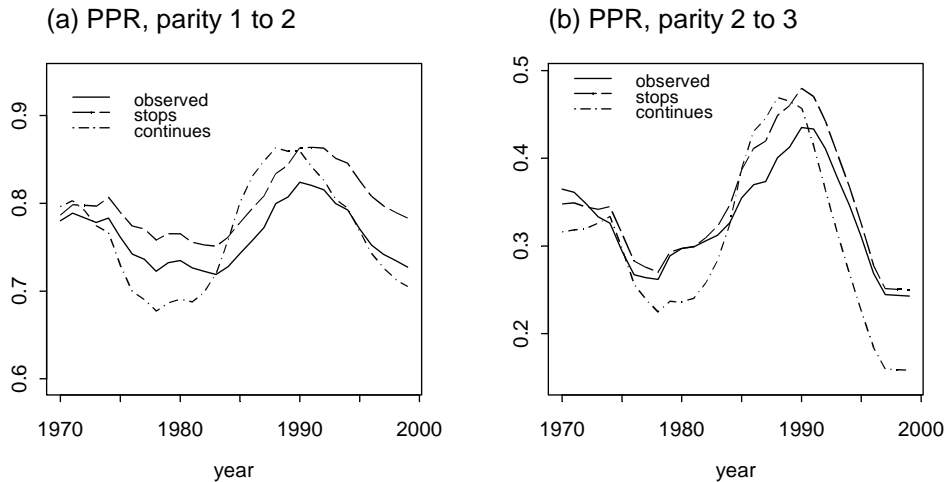 (a) PPR, parity 1 to 2
observed
stops
continues
0.9
0.8
0.7
0.6
1970
1980
1990
2000
year
(b) PPR, parity 2 to 3
observed
stops
continues
0.5
0.4
0.3
0.2
1970
1980
1990
2000
year